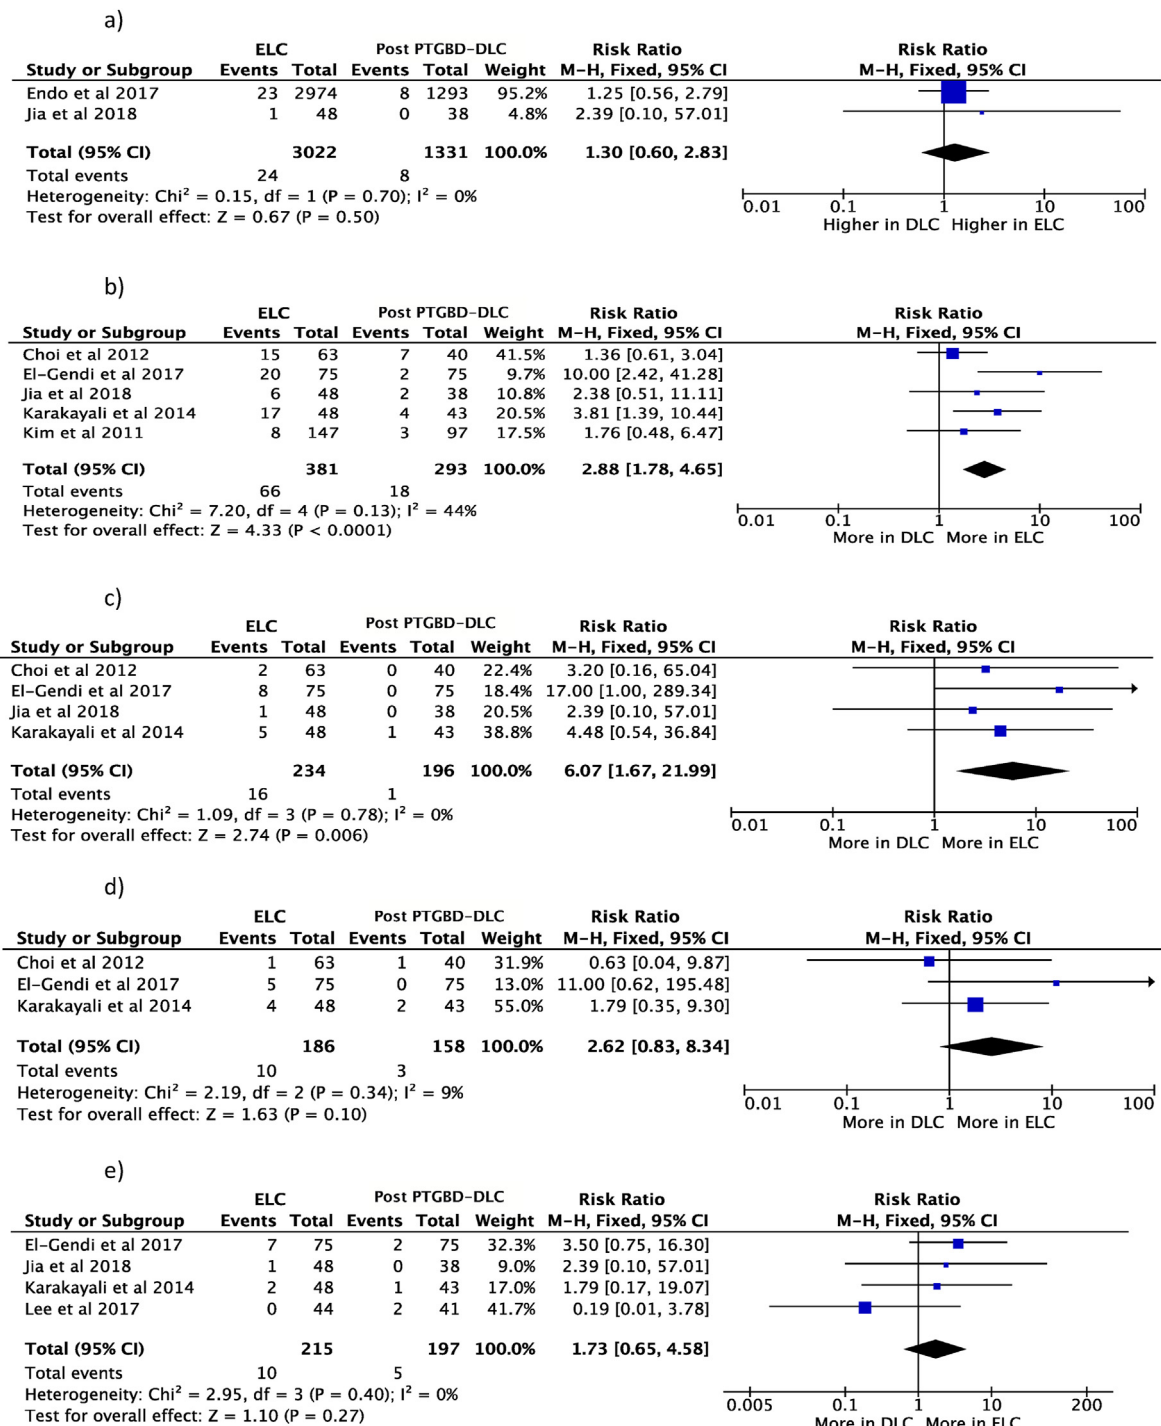 a)
ELC Post PTGBD-DLC Risk Ratio Risk Ratio
Study or Subgroup Events Total Events Total Weight M-H, Fixed, 95% CI M-H, Fixed, 95% CI
Endo et al 2017 23 2974 8 1293 95.2% 1.25 [0.56, 2.79]
Jia et al 2018 1 48 0 38 4.8% 2.39 [0.10, 57.01]
Total (95% CI) 3022 1331 100.0% 1.30 [0.60, 2.83]
Total events 24 8
Heterogeneity: Chi² = 0.15, df = 1 (P = 0.70); I² = 0%
Test for overall effect: Z = 0.67 (P = 0.50)
0.01 0.1 1 10 100
Higher in DLC Higher in ELC
b)
ELC Post PTGBD-DLC Risk Ratio Risk Ratio
Study or Subgroup Events Total Events Total Weight M-H, Fixed, 95% CI M-H, Fixed, 95% CI
Choi et al 2012 15 63 7 40 41.5% 1.36 [0.61, 3.04]
El-Gendi et al 2017 20 75 2 75 9.7% 10.00 [2.42, 41.28]
Jia et al 2018 6 48 2 38 10.8% 2.38 [0.51, 11.11]
Karakayali et al 2014 17 48 4 43 20.5% 3.81 [1.39, 10.44]
Kim et al 2011 8 147 3 97 17.5% 1.76 [0.48, 6.47]
Total (95% CI) 381 293 100.0% 2.88 [1.78, 4.65]
Total events 66 18
Heterogeneity: Chi² = 7.20, df = 4 (P = 0.13); I² = 44%
Test for overall effect: Z = 4.33 (P < 0.0001)
0.01 0.1 1 10 100
More in DLC More in ELC
c)
ELC Post PTGBD-DLC Risk Ratio Risk Ratio
Study or Subgroup Events Total Events Total Weight M-H, Fixed, 95% CI M-H, Fixed, 95% CI
Choi et al 2012 2 63 0 40 22.4% 3.20 [0.16, 65.04]
El-Gendi et al 2017 8 75 0 75 18.4% 17.00 [1.00, 289.34]
Jia et al 2018 1 48 0 38 20.5% 2.39 [0.10, 57.01]
Karakayali et al 2014 5 48 1 43 38.8% 4.48 [0.54, 36.84]
Total (95% CI) 234 196 100.0% 6.07 [1.67, 21.99]
Total events 16 1
Heterogeneity: Chi² = 1.09, df = 3 (P = 0.78); I² = 0%
Test for overall effect: Z = 2.74 (P = 0.006)
0.01 0.1 1 10 100
More in DLC More in ELC
d)
ELC Post PTGBD-DLC Risk Ratio Risk Ratio
Study or Subgroup Events Total Events Total Weight M-H, Fixed, 95% CI M-H, Fixed, 95% CI
Choi et al 2012 1 63 1 40 31.9% 0.63 [0.04, 9.87]
El-Gendi et al 2017 5 75 0 75 13.0% 11.00 [0.62, 195.48]
Karakayali et al 2014 4 48 2 43 55.0% 1.79 [0.35, 9.30]
Total (95% CI) 186 158 100.0% 2.62 [0.83, 8.34]
Total events 10 3
Heterogeneity: Chi² = 2.19, df = 2 (P = 0.34); I² = 9%
Test for overall effect: Z = 1.63 (P = 0.10)
0.01 0.1 1 10 100
More in DLC More in ELC
e)
ELC Post PTGBD-DLC Risk Ratio Risk Ratio
Study or Subgroup Events Total Events Total Weight M-H, Fixed, 95% CI M-H, Fixed, 95% CI
El-Gendi et al 2017 7 75 2 75 32.3% 3.50 [0.75, 16.30]
Jia et al 2018 1 48 0 38 9.0% 2.39 [0.10, 57.01]
Karakayali et al 2014 2 48 1 43 17.0% 1.79 [0.17, 19.07]
Lee et al 2017 0 44 2 41 41.7% 0.19 [0.01, 3.78]
Total (95% CI) 215 197 100.0% 1.73 [0.65, 4.58]
Total events 10 5
Heterogeneity: Chi² = 2.95, df = 3 (P = 0.40); I² = 0%
Test for overall effect: Z = 1.10 (P = 0.27)
0.005 0.1 1 10 200
More in DLC More in ELC